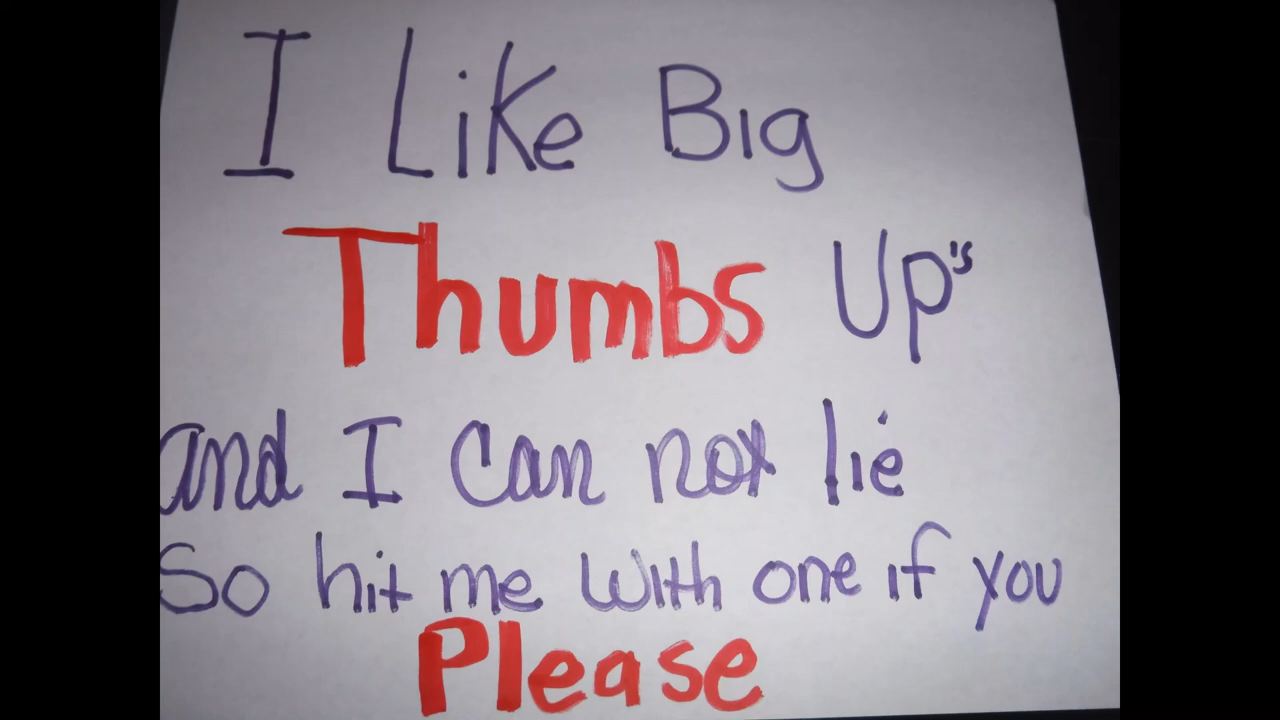 I Like Big
Thumbs Up's
and I can not lie
So hit me with one if you
Please